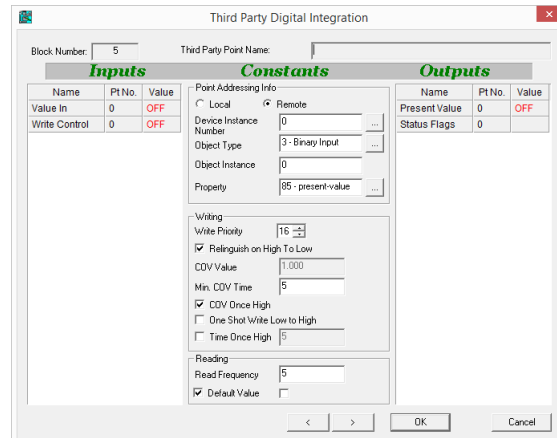 Third Party Digital Integration
Block Number: 5 Third Party Point Name:
Inputs Constants Outputs
Name Pt No. Value
Value In 0 OFF
Write Control 0 OFF
Point Addressing Info
Local Remote
Device Instance Number 0 ...
Object Type 3 - Binary Input ...
Object Instance 0
Property 85 - present-value ...
Writing
Write Priority 16
Relinguish on High To Low
COV Value 1.000
Min. COV Time 5
COV Once High
One Shot Write Low to High
Time Once High 5
Reading
Read Frequency 5
Default Value
Name Pt No. Value
Present Value 0 OFF
Status Flags 0
< > OK Cancel